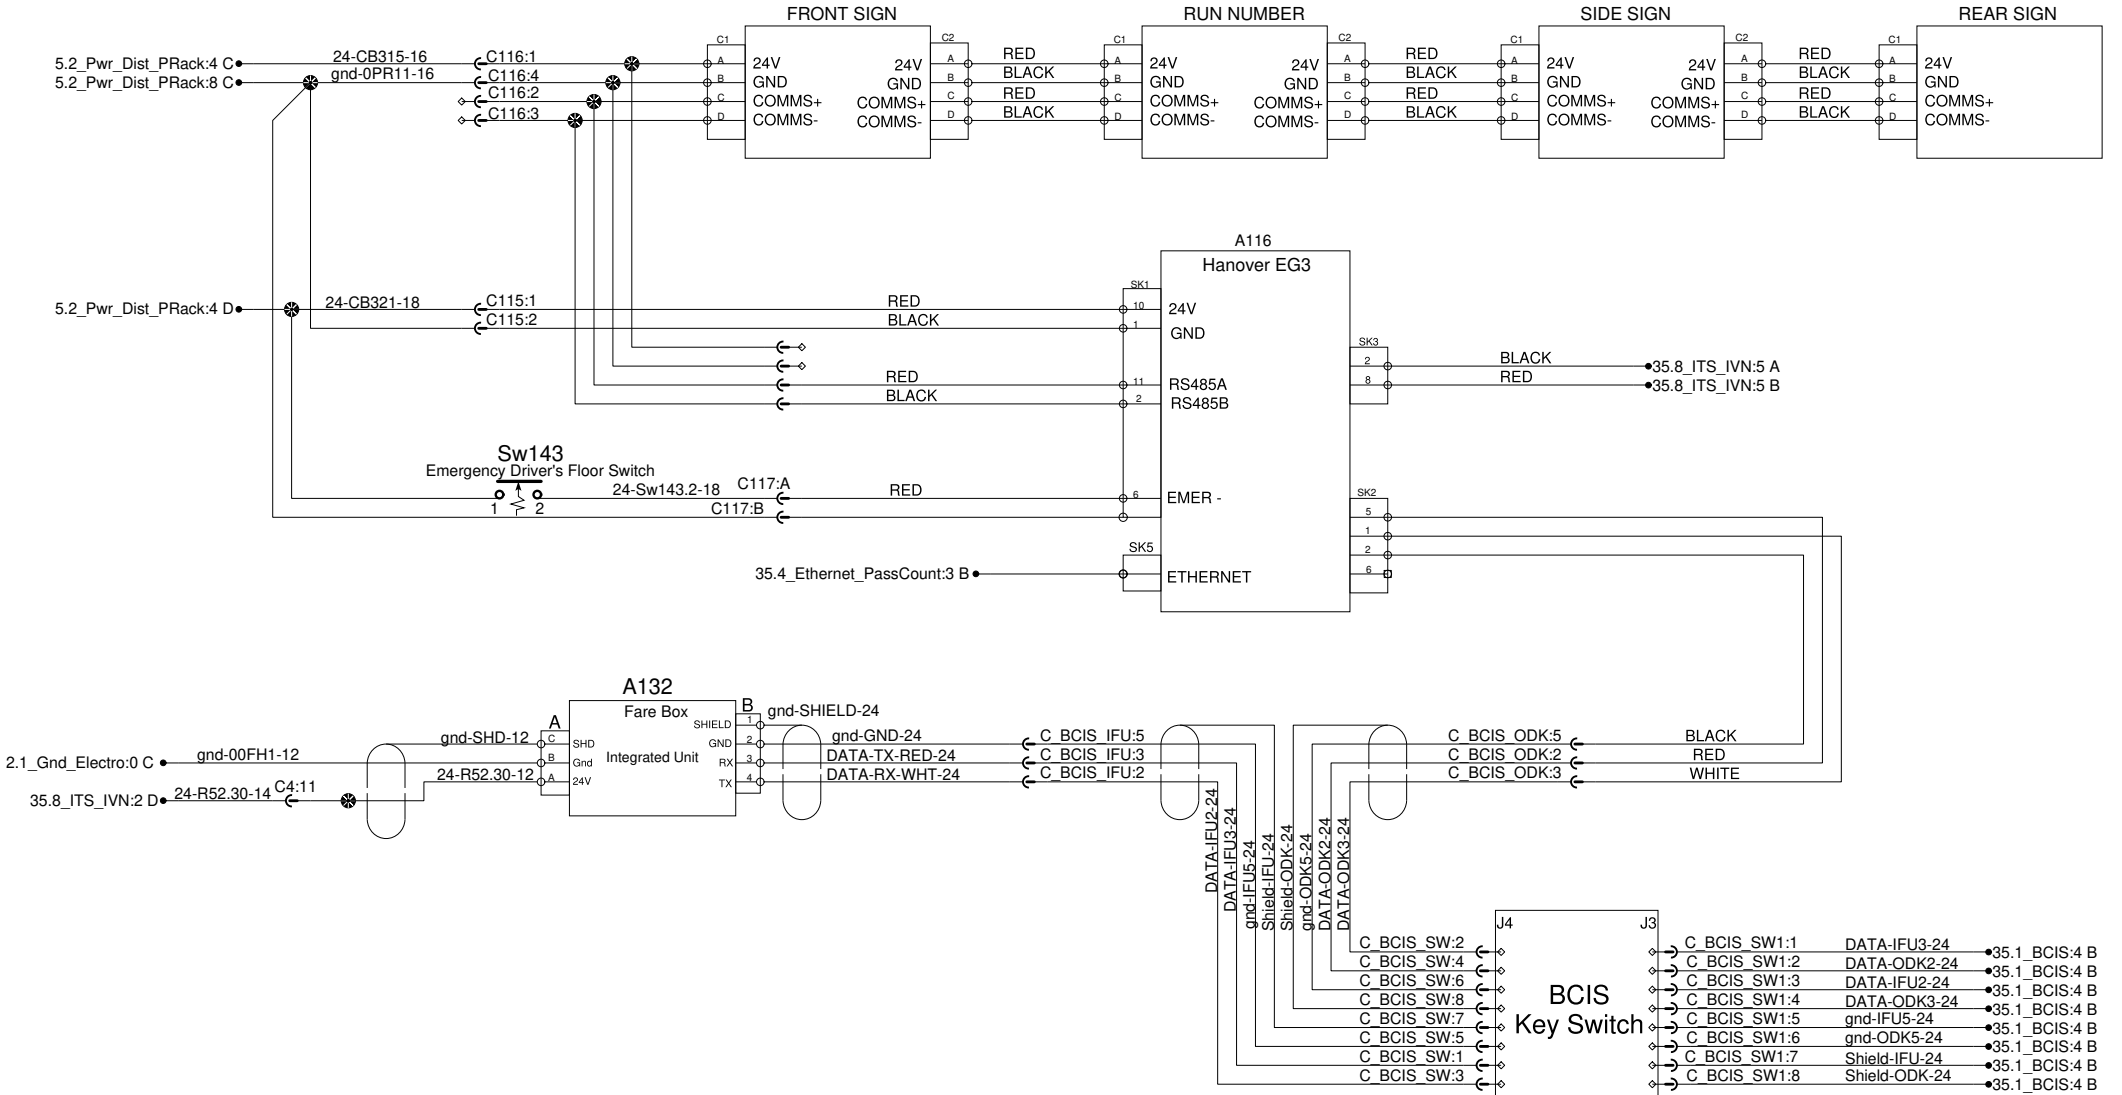 FRONT SIGN RUN NUMBER SIDE SIGN REAR SIGN
C1 C2 C1 C2 C1 C2 C1
5.2_Pwr_Dist_PRack:4 C 24-CB315-16 C116:1 A 24V 24V A RED A 24V 24V A RED A 24V 24V A RED A 24V
5.2_Pwr_Dist_PRack:8 C gnd-0PR11-16 C116:4 B GND GND B BLACK B GND GND B BLACK B GND GND B BLACK B GND
C116:2 C COMMS+ COMMS+ C RED C COMMS+ COMMS+ C RED C COMMS+ COMMS+ C RED C COMMS+
C116:3 D COMMS- COMMS- D BLACK D COMMS- COMMS- D BLACK D COMMS- COMMS- D BLACK D COMMS-
A116
Hanover EG3
SK1
5.2_Pwr_Dist_PRack:4 D 24-CB321-18 C115:1 RED 10 24V
C115:2 BLACK 1 GND
SK3
2 BLACK 35.8_ITS_IVN:5 A
RED 11 RS485A 8 RED 35.8_ITS_IVN:5 B
BLACK 2 RS485B
Sw143
Emergency Driver's Floor Switch
1 2 24-Sw143.2-18 C117:A RED 6 EMER - SK2
C117:B 5
1
SK5 2
35.4_Ethernet_PassCount:3 B ETHERNET 6
A132
Fare Box
Integrated Unit
A B
SHIELD 1 gnd-SHIELD-24
gnd-SHD-12 C SHD GND 2 gnd-GND-24 C_BCIS_IFU:5 C_BCIS_ODK:5 BLACK
2.1_Gnd_Electro:0 C gnd-00FH1-12 B Gnd RX 3 DATA-TX-RED-24 C_BCIS_IFU:3 C_BCIS_ODK:2 RED
24-R52.30-12 A 24V TX 4 DATA-RX-WHT-24 C_BCIS_IFU:2 C_BCIS_ODK:3 WHITE
35.8_ITS_IVN:2 D 24-R52.30-14 C4:11
DATA-IFU2-24
DATA-IFU3-24
gnd-IFU5-24
Shield-IFU-24
Shield-ODK-24
gnd-ODK5-24
DATA-ODK2-24
DATA-ODK3-24
J4 J3
BCIS
Key Switch
C_BCIS_SW:2 C_BCIS_SW1:1 DATA-IFU3-24 35.1_BCIS:4 B
C_BCIS_SW:4 C_BCIS_SW1:2 DATA-ODK2-24 35.1_BCIS:4 B
C_BCIS_SW:6 C_BCIS_SW1:3 DATA-IFU2-24 35.1_BCIS:4 B
C_BCIS_SW:8 C_BCIS_SW1:4 DATA-ODK3-24 35.1_BCIS:4 B
C_BCIS_SW:7 C_BCIS_SW1:5 gnd-IFU5-24 35.1_BCIS:4 B
C_BCIS_SW:5 C_BCIS_SW1:6 gnd-ODK5-24 35.1_BCIS:4 B
C_BCIS_SW:1 C_BCIS_SW1:7 Shield-IFU-24 35.1_BCIS:4 B
C_BCIS_SW:3 C_BCIS_SW1:8 Shield-ODK-24 35.1_BCIS:4 B